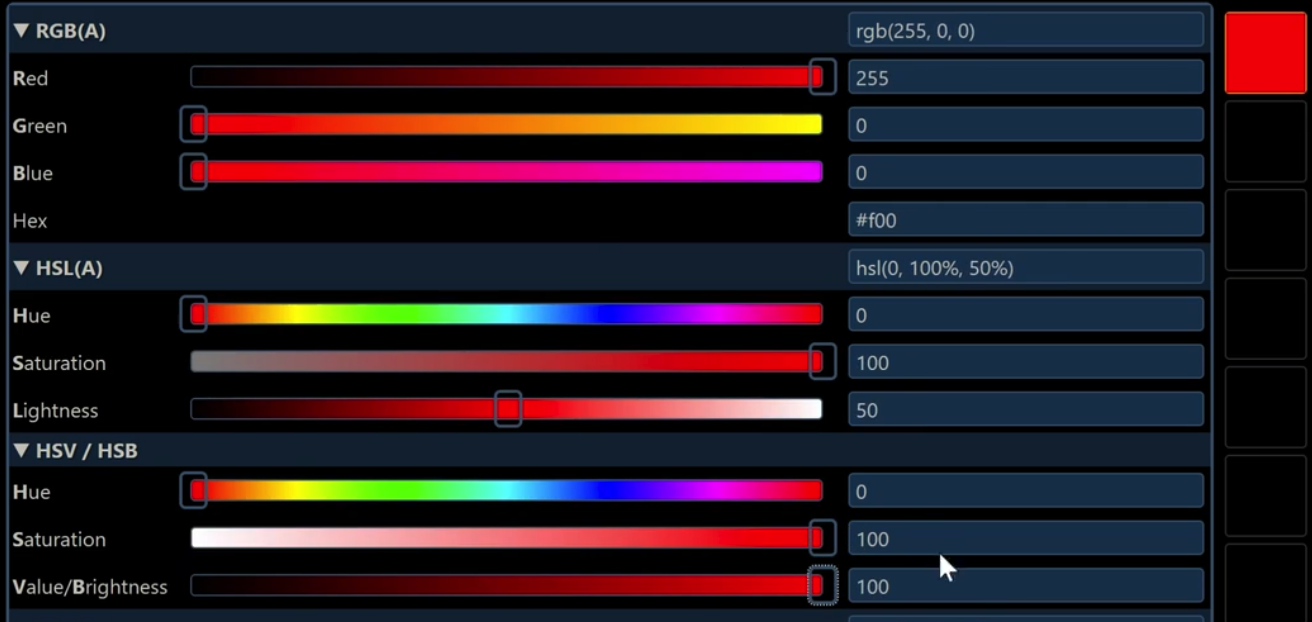 ▼ RGB(A) rgb(255, 0, 0)
Red 255
Green 0
Blue 0
Hex #f00
▼ HSL(A) hsl(0, 100%, 50%)
Hue 0
Saturation 100
Lightness 50
▼ HSV / HSB
Hue 0
Saturation 100
Value/Brightness 100